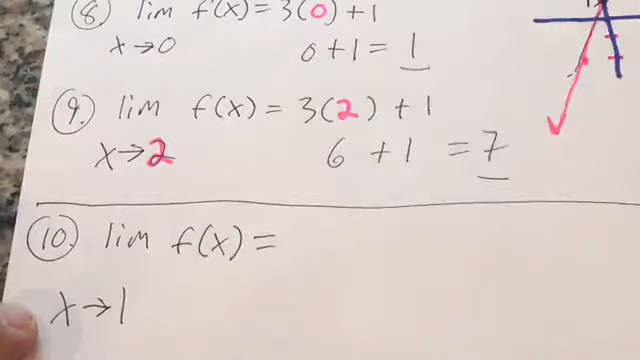 8. lim f(x) = 3(0) + 1
x→0 0 + 1 = 1
9. lim f(x) = 3(2) + 1
x→2 6 + 1 = 7
10. lim f(x) =
x→1